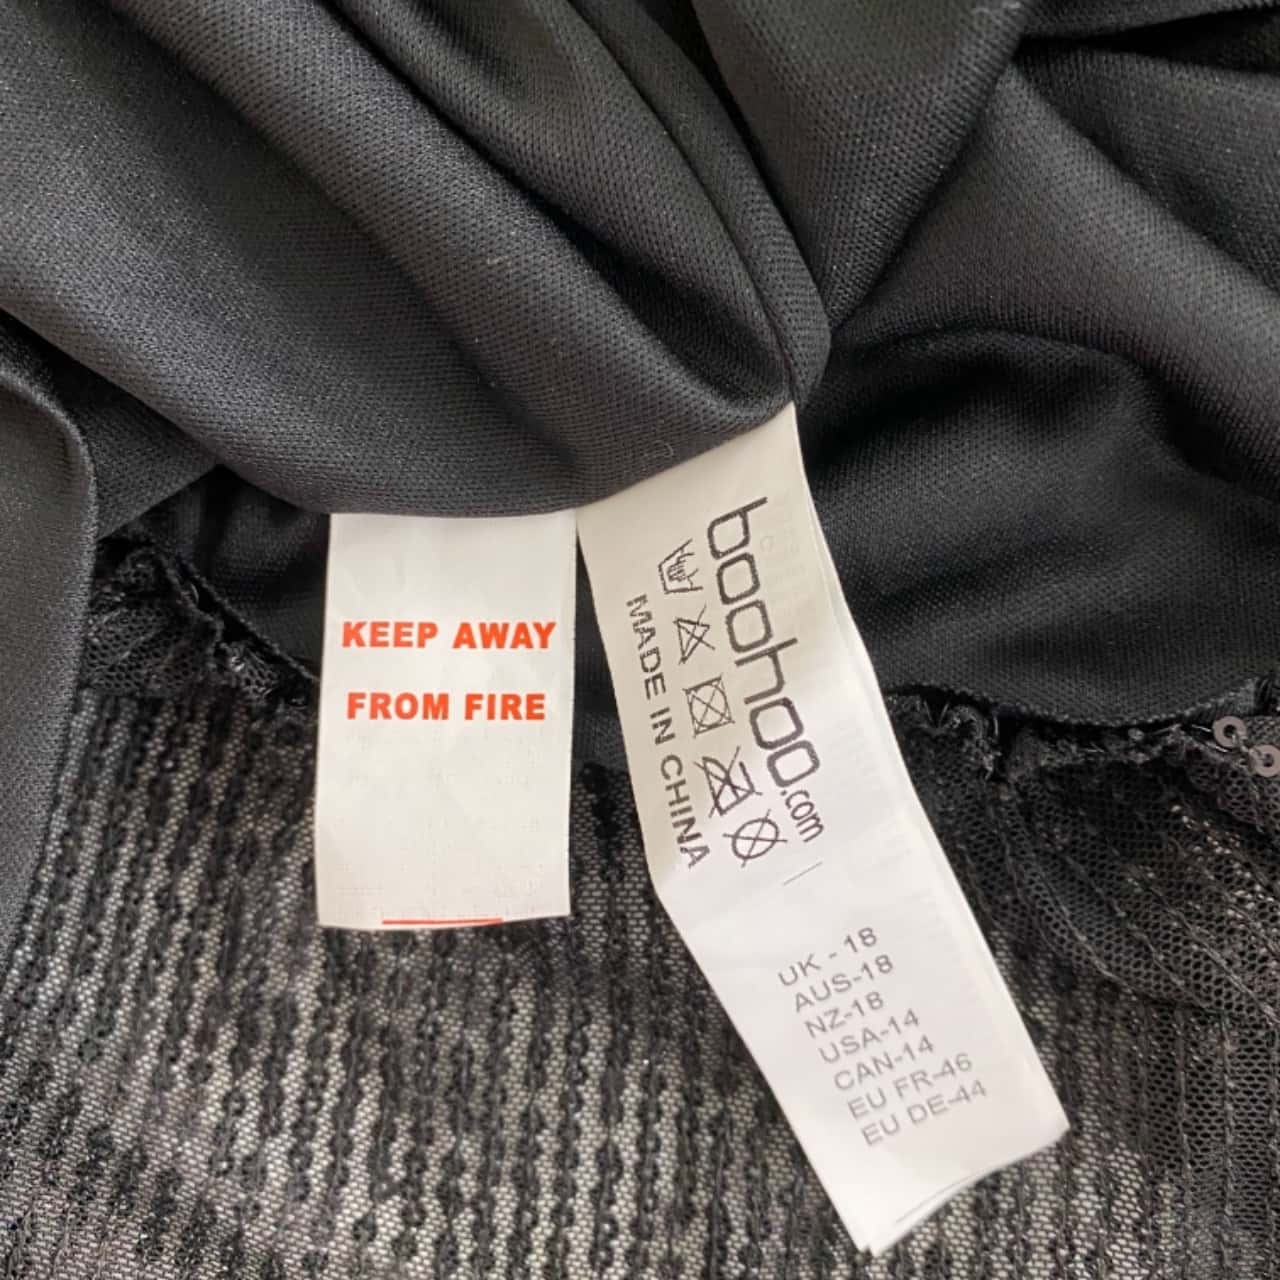 KEEP AWAY
FROM FIRE
boohoo.com
MADE IN CHINA
UK - 18
AUS-18
NZ-18
USA-14
CAN-14
EU FR-46
EU DE-44